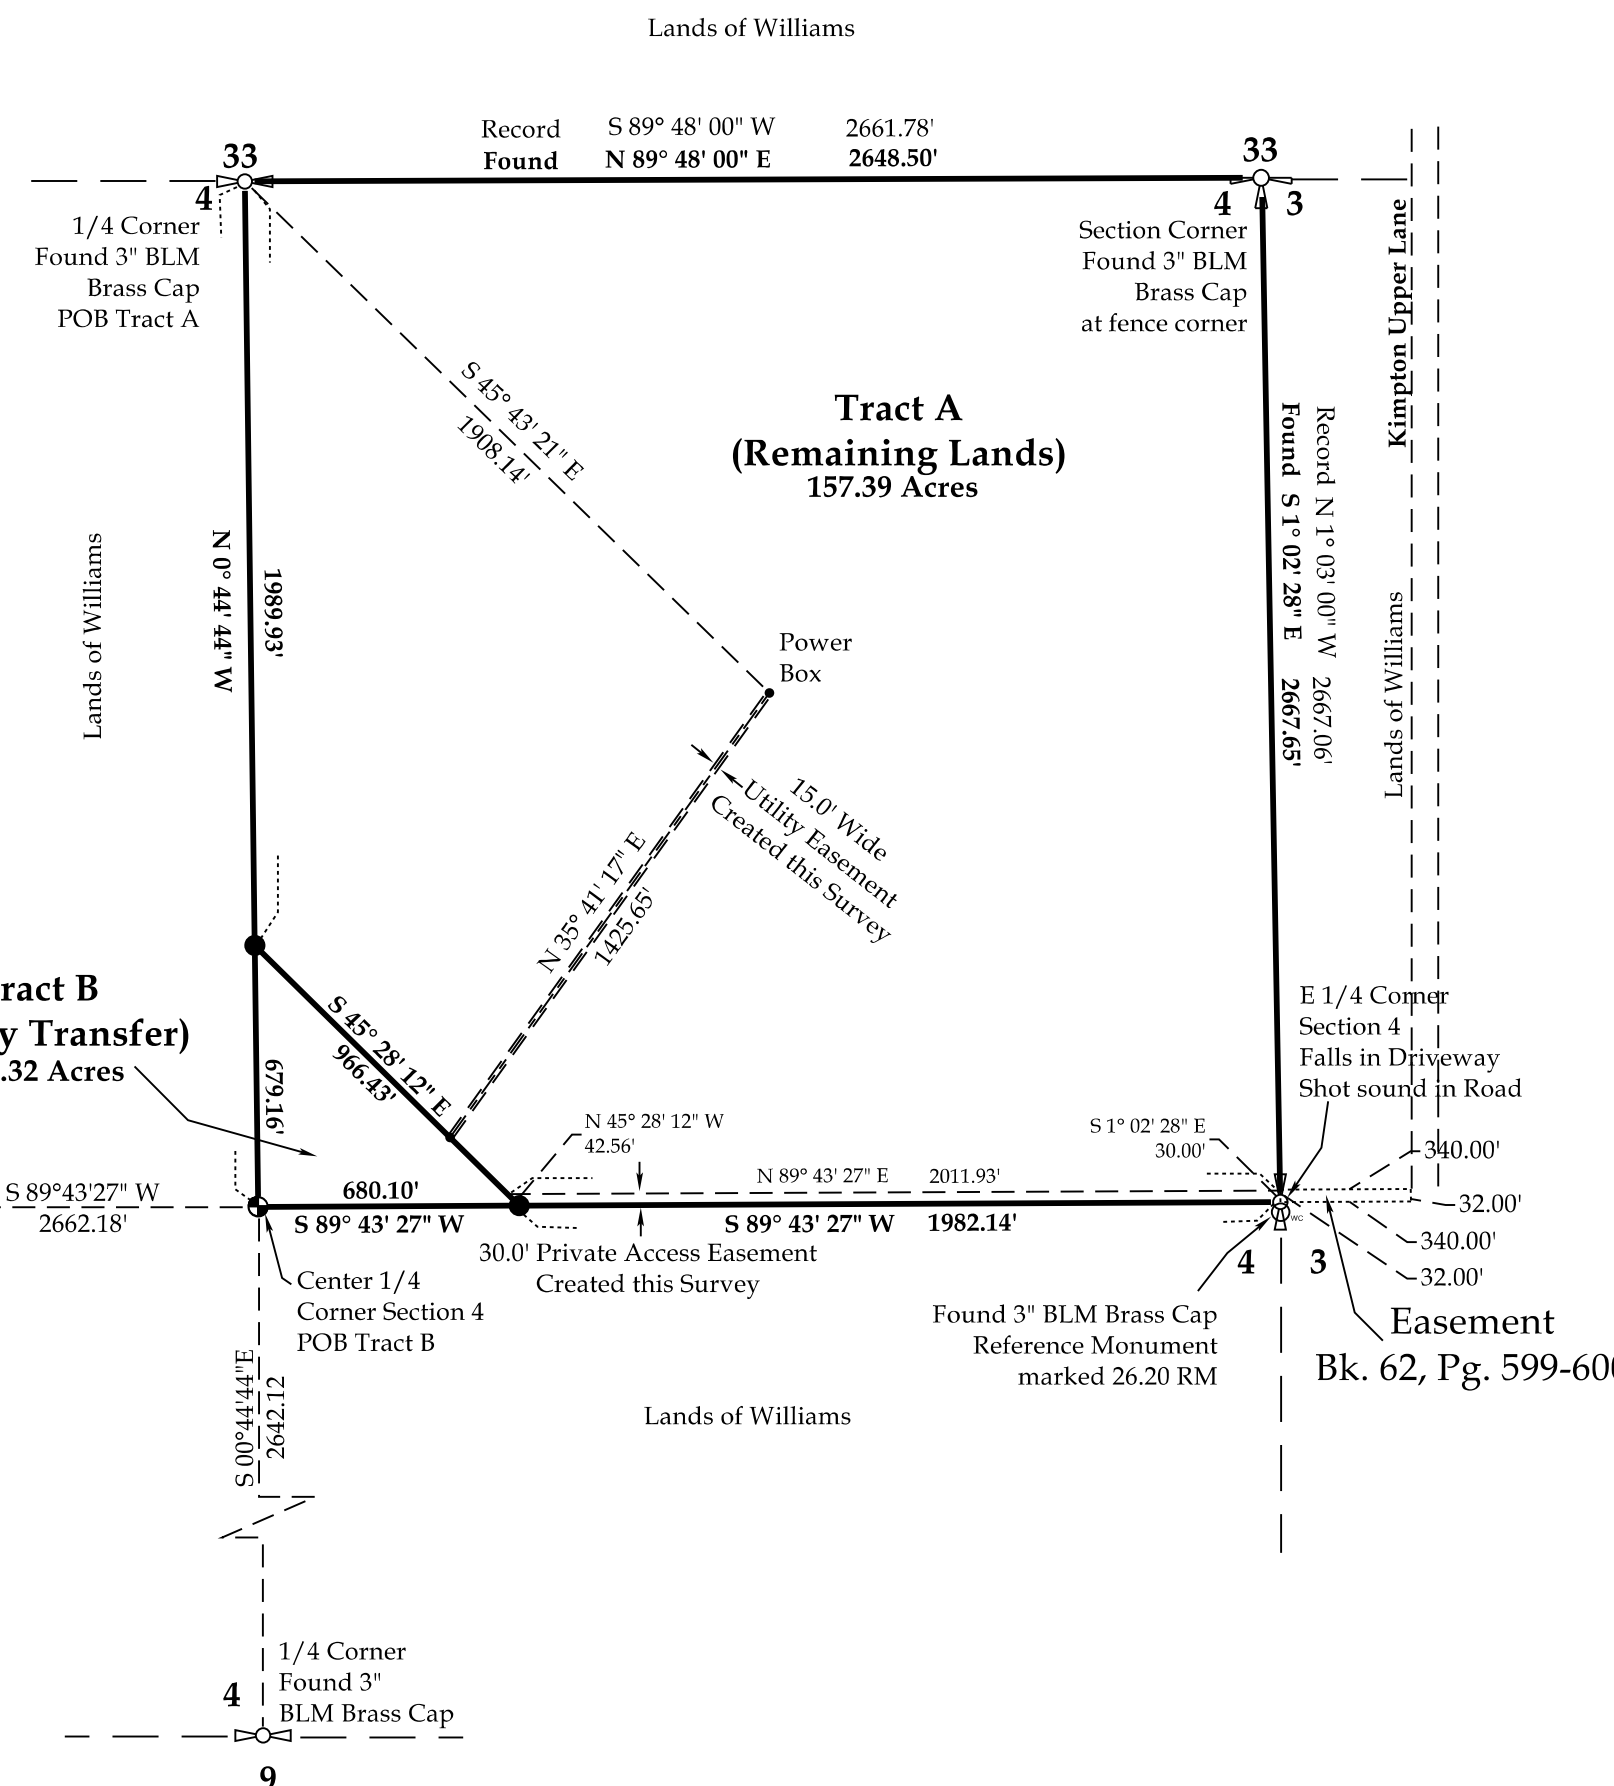 Lands of Williams
Record S 89° 48' 00" W 2661.78'
Found N 89° 48' 00" E 2648.50'
33
33
4
4
3
1/4 Corner
Found 3" BLM
Brass Cap
POB Tract A
Section Corner
Found 3" BLM
Brass Cap
at fence corner
Kimpton Upper Lane
S 45° 43' 21" E
1908.14'
Tract A
(Remaining Lands)
157.39 Acres
Record N 1° 03' 00" W 2667.06'
Found S 1° 02' 28" E 2667.65'
Lands of Williams
N 0° 44' 44" W
1989.93'
Lands of Williams
Power
Box
15.0' Wide
Utility Easement
Created this Survey
N 35° 41' 17" E
1425.65'
ract B
y Transfer)
.32 Acres
S 45° 28' 12" E
966.43'
679.16'
E 1/4 Corner
Section 4
Falls in Driveway
Shot sound in Road
N 45° 28' 12" W
42.56'
S 1° 02' 28" E
30.00'
340.00'
N 89° 43' 27" E 2011.93'
S 89°43'27" W
2662.18'
680.10'
S 89° 43' 27" W
S 89° 43' 27" W 1982.14'
WC
32.00'
340.00'
32.00'
30.0' Private Access Easement
Created this Survey
4
3
Center 1/4
Corner Section 4
POB Tract B
Found 3" BLM Brass Cap
Reference Monument
marked 26.20 RM
Easement
Bk. 62, Pg. 599-600
S 00°44'44"E
2642.12
Lands of Williams
1/4 Corner
Found 3"
BLM Brass Cap
4
9